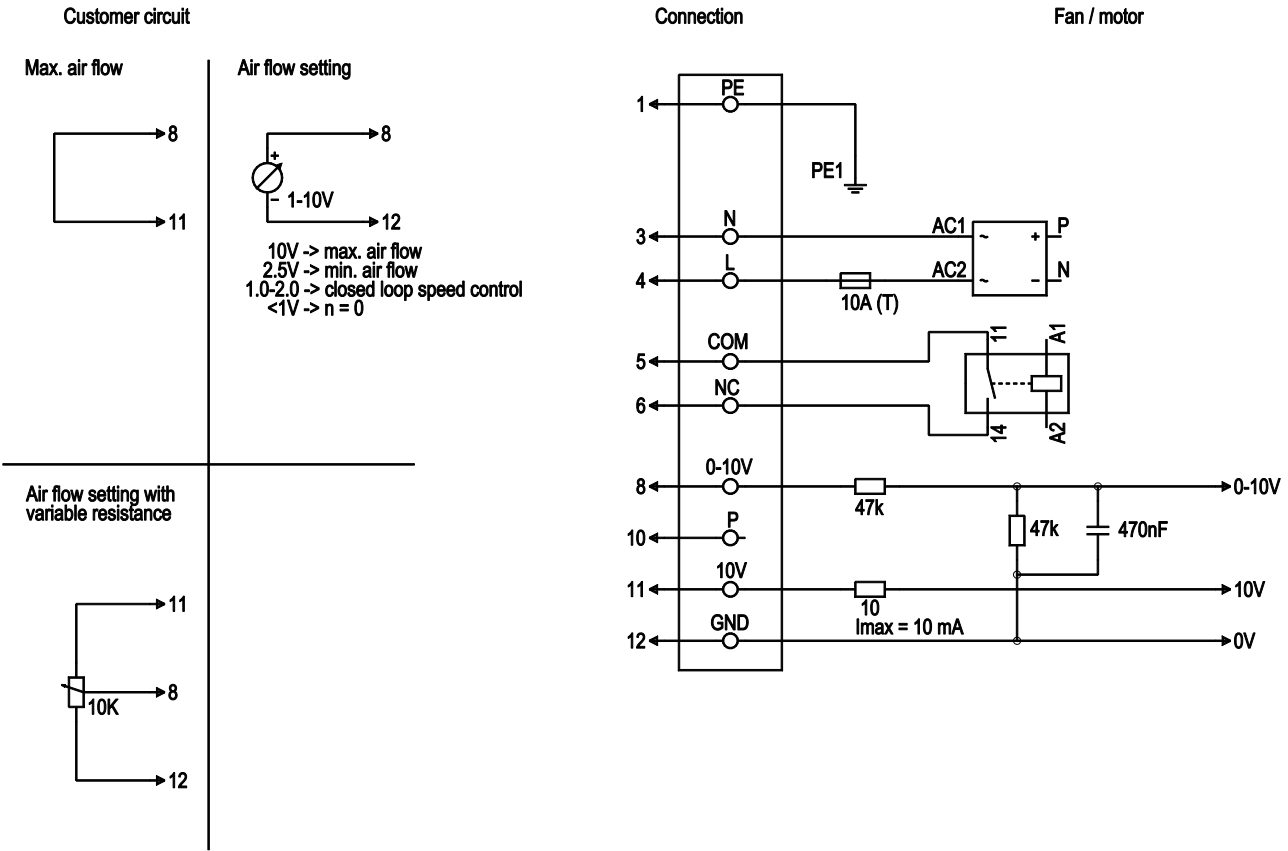 Customer circuit
Connection
Fan / motor
Max. air flow
8
11
Air flow setting
8
+
- 1-10V
12
10V -> max. air flow
2.5V -> min. air flow
1.0-2.0 -> closed loop speed control
<1V -> n = 0
Air flow setting with
variable resistance
11
8
10K
12
1
PE
PE1
3
N
AC1
~
+
P
4
L
10A (T)
AC2
~
-
N
5
COM
11
A1
6
NC
14
A2
8
0-10V
47k
47k
470nF
0-10V
10
P
11
10V
10
Imax = 10 mA
10V
12
GND
0V